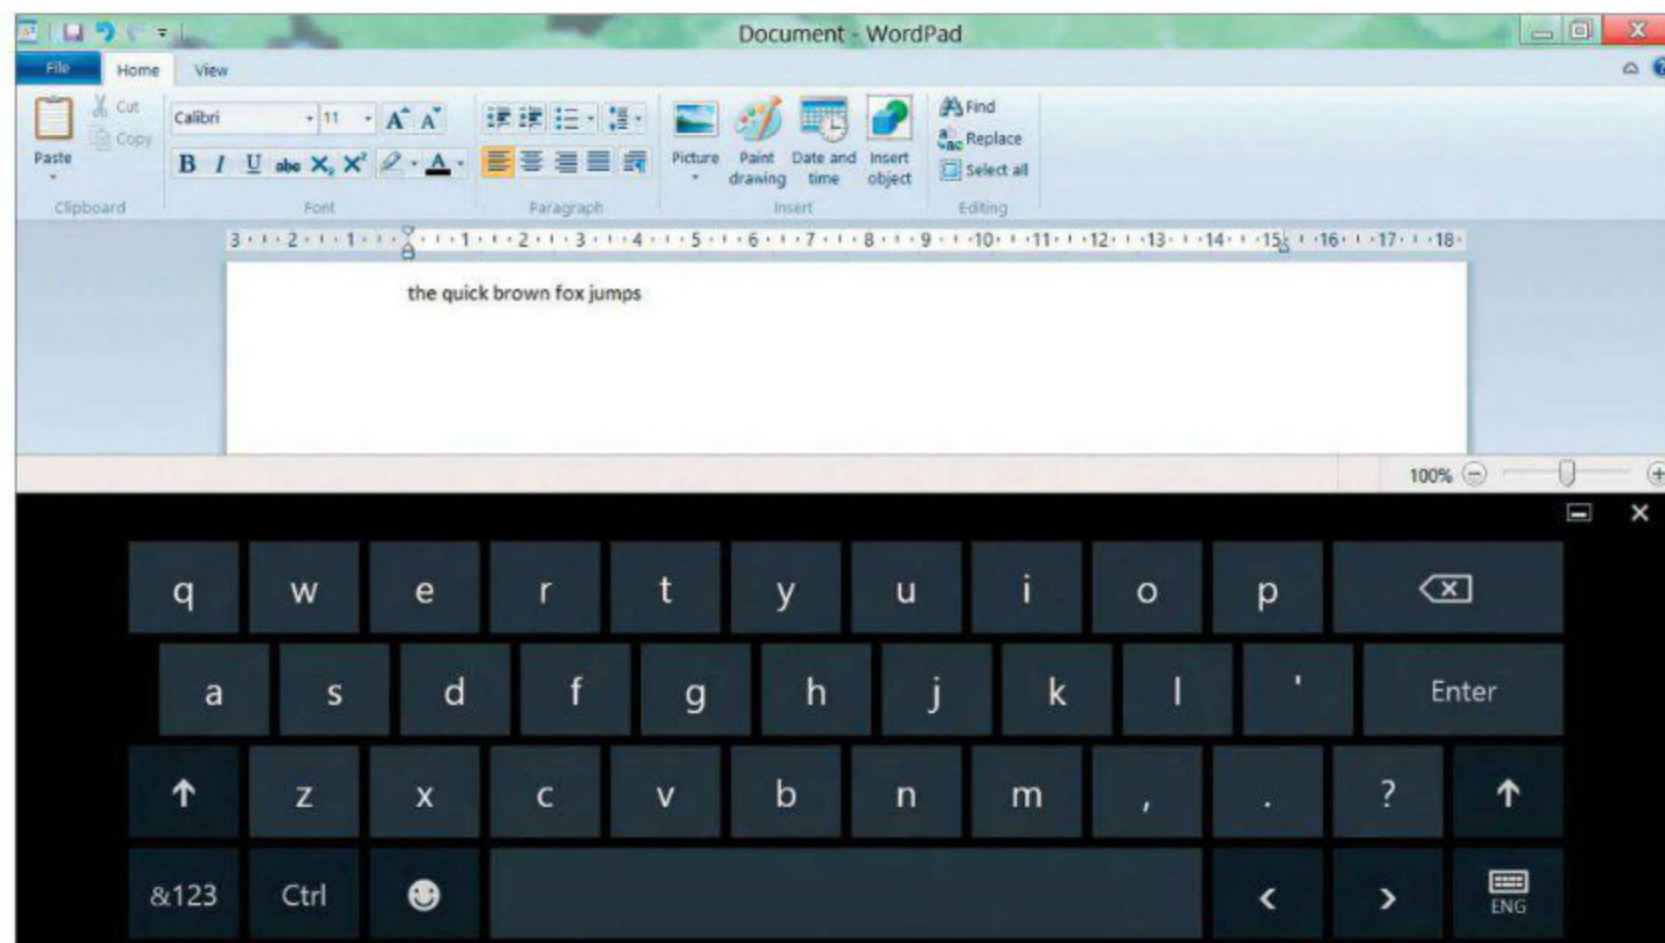 Document - WordPad
File Home View
Cut
Calibri 11 A A
Find
Copy
Replace
Paste
B I U abc X₂ X² A
Picture Paint drawing Date and time Insert object
Select all
Clipboard Font Paragraph Insert Editing
3 2 1 1 2 3 4 5 6 7 8 9 10 11 12 13 14 15 16 17 18
the quick brown fox jumps
100%
q w e r t y u i o p
a s d f g h j k l ' Enter
z x c v b n m , . ?
&123 Ctrl < > ENG